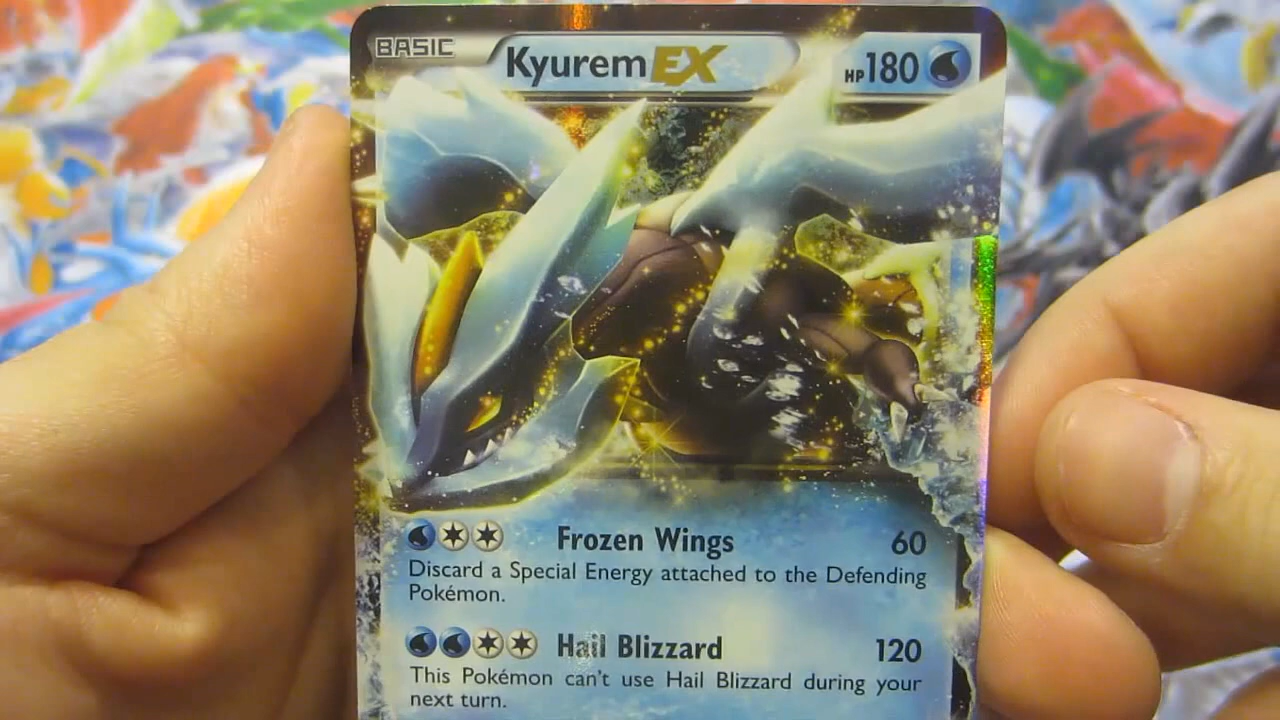 BASIC Kyurem EX HP180
Frozen Wings 60
Discard a Special Energy attached to the Defending
Pokémon.
Hail Blizzard 120
This Pokémon can't use Hail Blizzard during your
next turn.